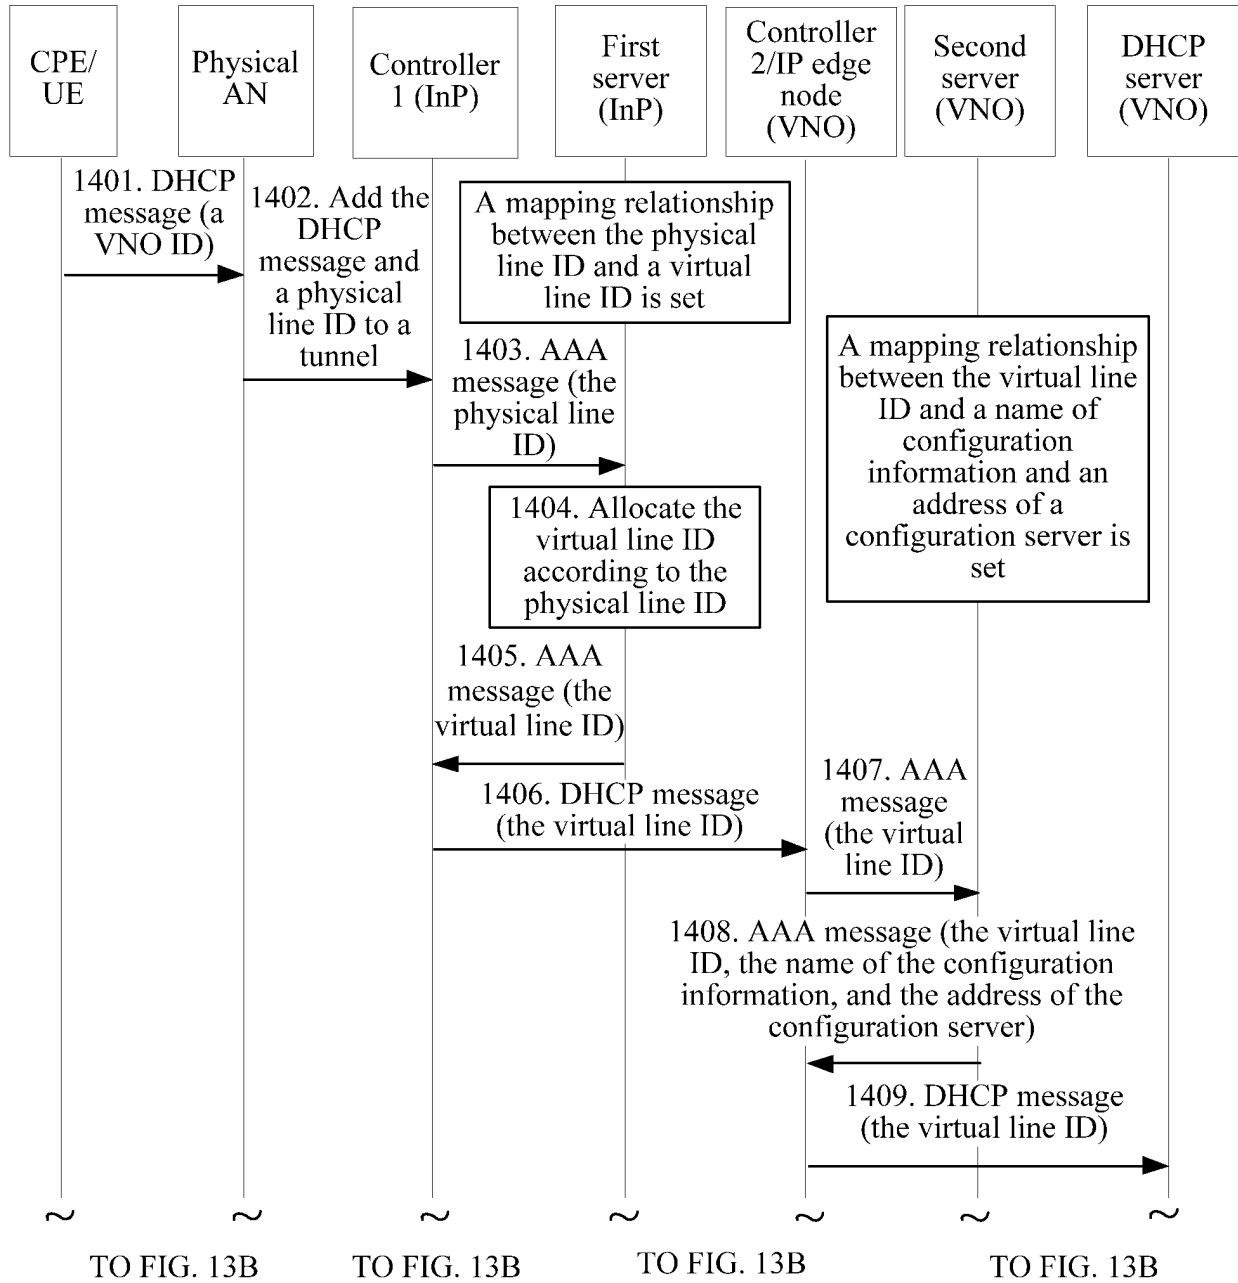 CPE/
UE
Physical
AN
Controller
1 (InP)
First
server
(InP)
Controller
2/IP edge
node
(VNO)
Second
server
(VNO)
DHCP
server
(VNO)
1401. DHCP
message (a
VNO ID)
1402. Add the
DHCP
message and
a physical
line ID to a
tunnel
A mapping relationship
between the physical
line ID and a virtual
line ID is set
1403. AAA
message (the
physical line
ID)
A mapping relationship
between the virtual line
ID and a name of
configuration
information and an
address of a
configuration server is
set
1404. Allocate the
virtual line ID
according to the
physical line ID
1405. AAA
message (the
virtual line ID)
1406. DHCP message
(the virtual line ID)
1407. AAA
message
(the virtual
line ID)
1408. AAA message (the virtual line
ID, the name of the configuration
information, and the address of the
configuration server)
1409. DHCP message
(the virtual line ID)
TO FIG. 13B
TO FIG. 13B
TO FIG. 13B
TO FIG. 13B